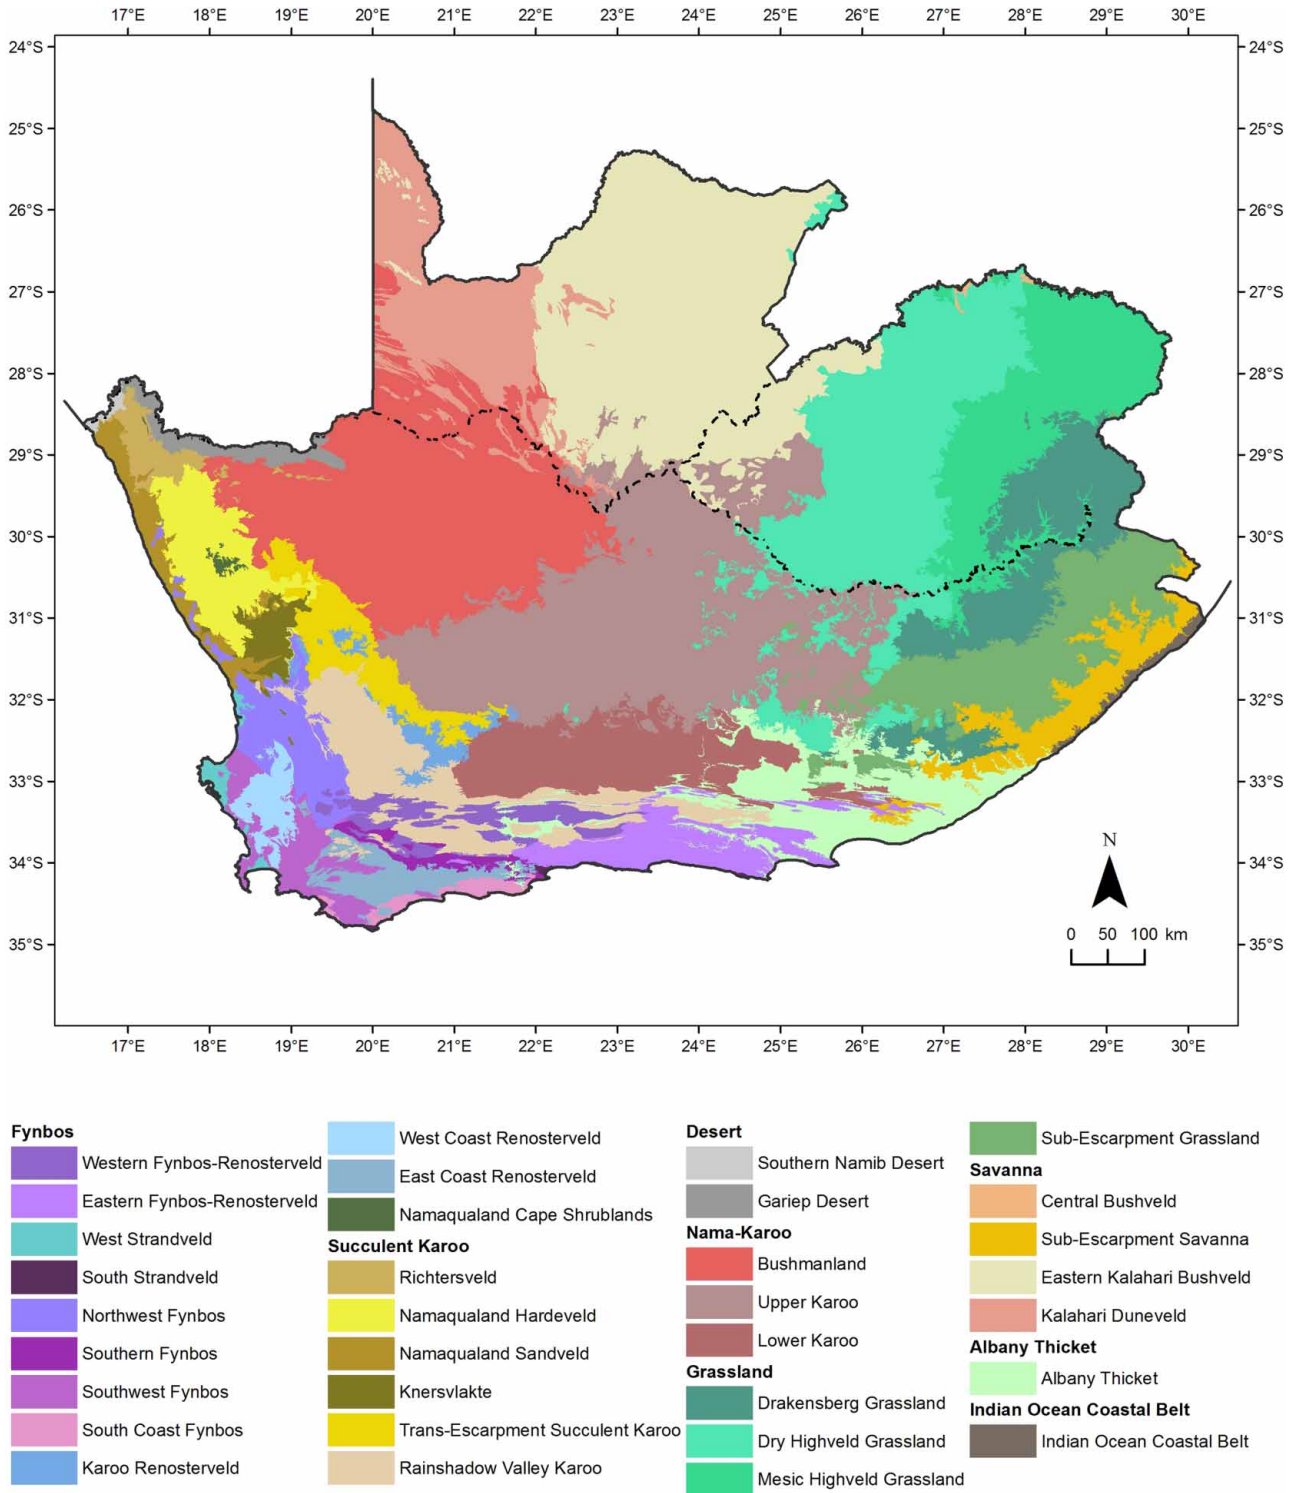 17°E 18°E 19°E 20°E 21°E 22°E 23°E 24°E 25°E 26°E 27°E 28°E 29°E 30°E
24°S 24°S
25°S 25°S
26°S 26°S
27°S 27°S
28°S 28°S
29°S 29°S
30°S 30°S
31°S 31°S
32°S 32°S
33°S 33°S
34°S 34°S
N
0 50 100 km
35°S 35°S
17°E 18°E 19°E 20°E 21°E 22°E 23°E 24°E 25°E 26°E 27°E 28°E 29°E 30°E
Fynbos
Western Fynbos-Renosterveld
Eastern Fynbos-Renosterveld
West Strandveld
South Strandveld
Northwest Fynbos
Southern Fynbos
Southwest Fynbos
South Coast Fynbos
Karoo Renosterveld
West Coast Renosterveld
East Coast Renosterveld
Namaqualand Cape Shrublands
Succulent Karoo
Richtersveld
Namaqualand Hardeveld
Namaqualand Sandveld
Knersvlakte
Trans-Escarpment Succulent Karoo
Rainshadow Valley Karoo
Desert
Southern Namib Desert
Gariep Desert
Nama-Karoo
Bushmanland
Upper Karoo
Lower Karoo
Grassland
Drakensberg Grassland
Dry Highveld Grassland
Mesic Highveld Grassland
Sub-Escarpment Grassland
Savanna
Central Bushveld
Sub-Escarpment Savanna
Eastern Kalahari Bushveld
Kalahari Duneveld
Albany Thicket
Albany Thicket
Indian Ocean Coastal Belt
Indian Ocean Coastal Belt